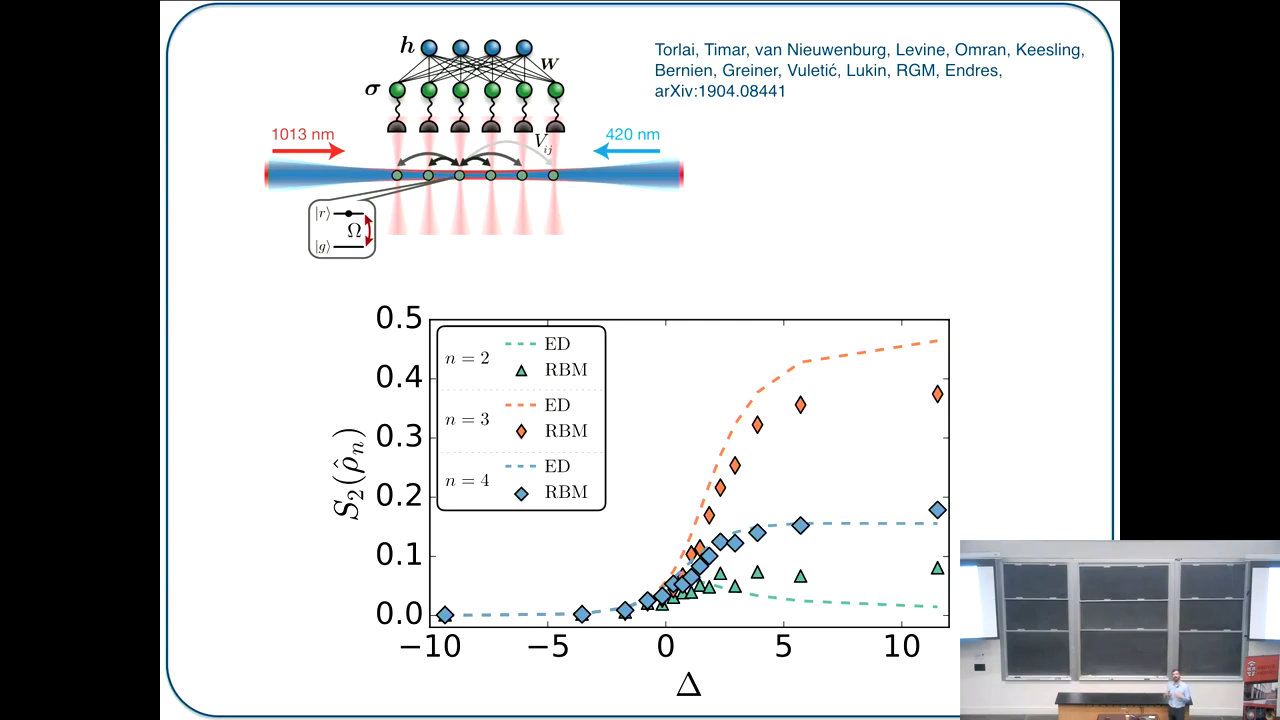 h
w
σ
Torlai, Timar, van Nieuwenburg, Levine, Omran, Keesling,
Bernien, Greiner, Vuletić, Lukin, RGM, Endres,
arXiv:1904.08441
1013 nm
V_{ij}
420 nm
|r⟩
Ω
|g⟩
0.5
0.4
0.3
0.2
0.1
0.0
S_2(ρ̂_n)
n = 2
ED
RBM
n = 3
ED
RBM
n = 4
ED
RBM
−10 −5 0 5 10
Δ